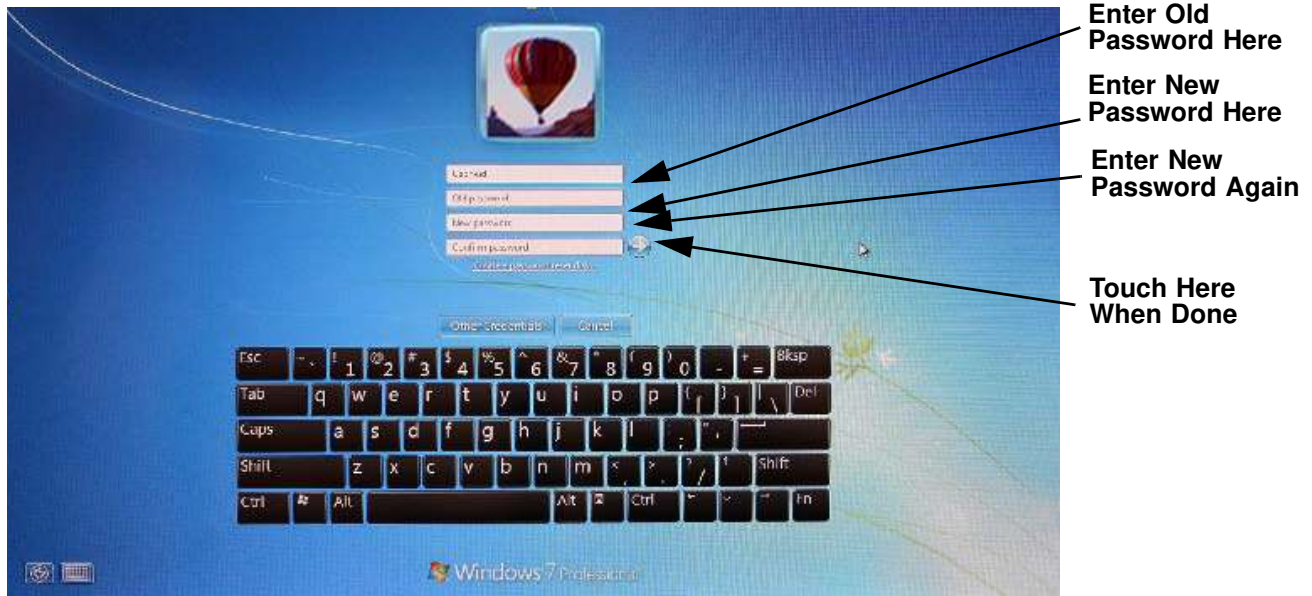 Enter Old
Password Here
Enter New
Password Here
Enter New
Password Again
Touch Here
When Done
Old password
New password
Confirm password
Other Credentials Cancel
Esc ~ ` ! 1 @ 2 # 3 $ 4 % 5 ^ 6 & 7 * 8 ( 9 ) 0 - + = Bksp
Tab q w e r t y u i o p { [ } ] | \ Del
Caps a s d f g h j k l : ; " '
Shift z x c v b n m < , > . ? / Shift
Ctrl Alt Alt Ctrl Fn
Windows 7 Professional